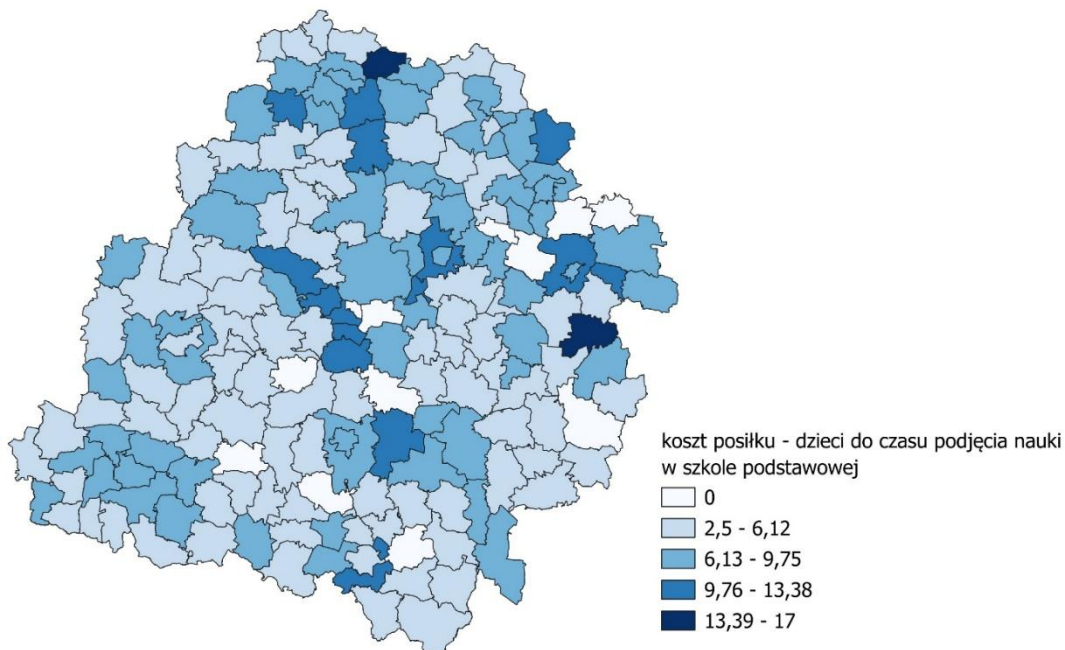 koszt posiłku - dzieci do czasu podjęcia nauki
w szkole podstawowej
0
2,5 - 6,12
6,13 - 9,75
9,76 - 13,38
13,39 - 17